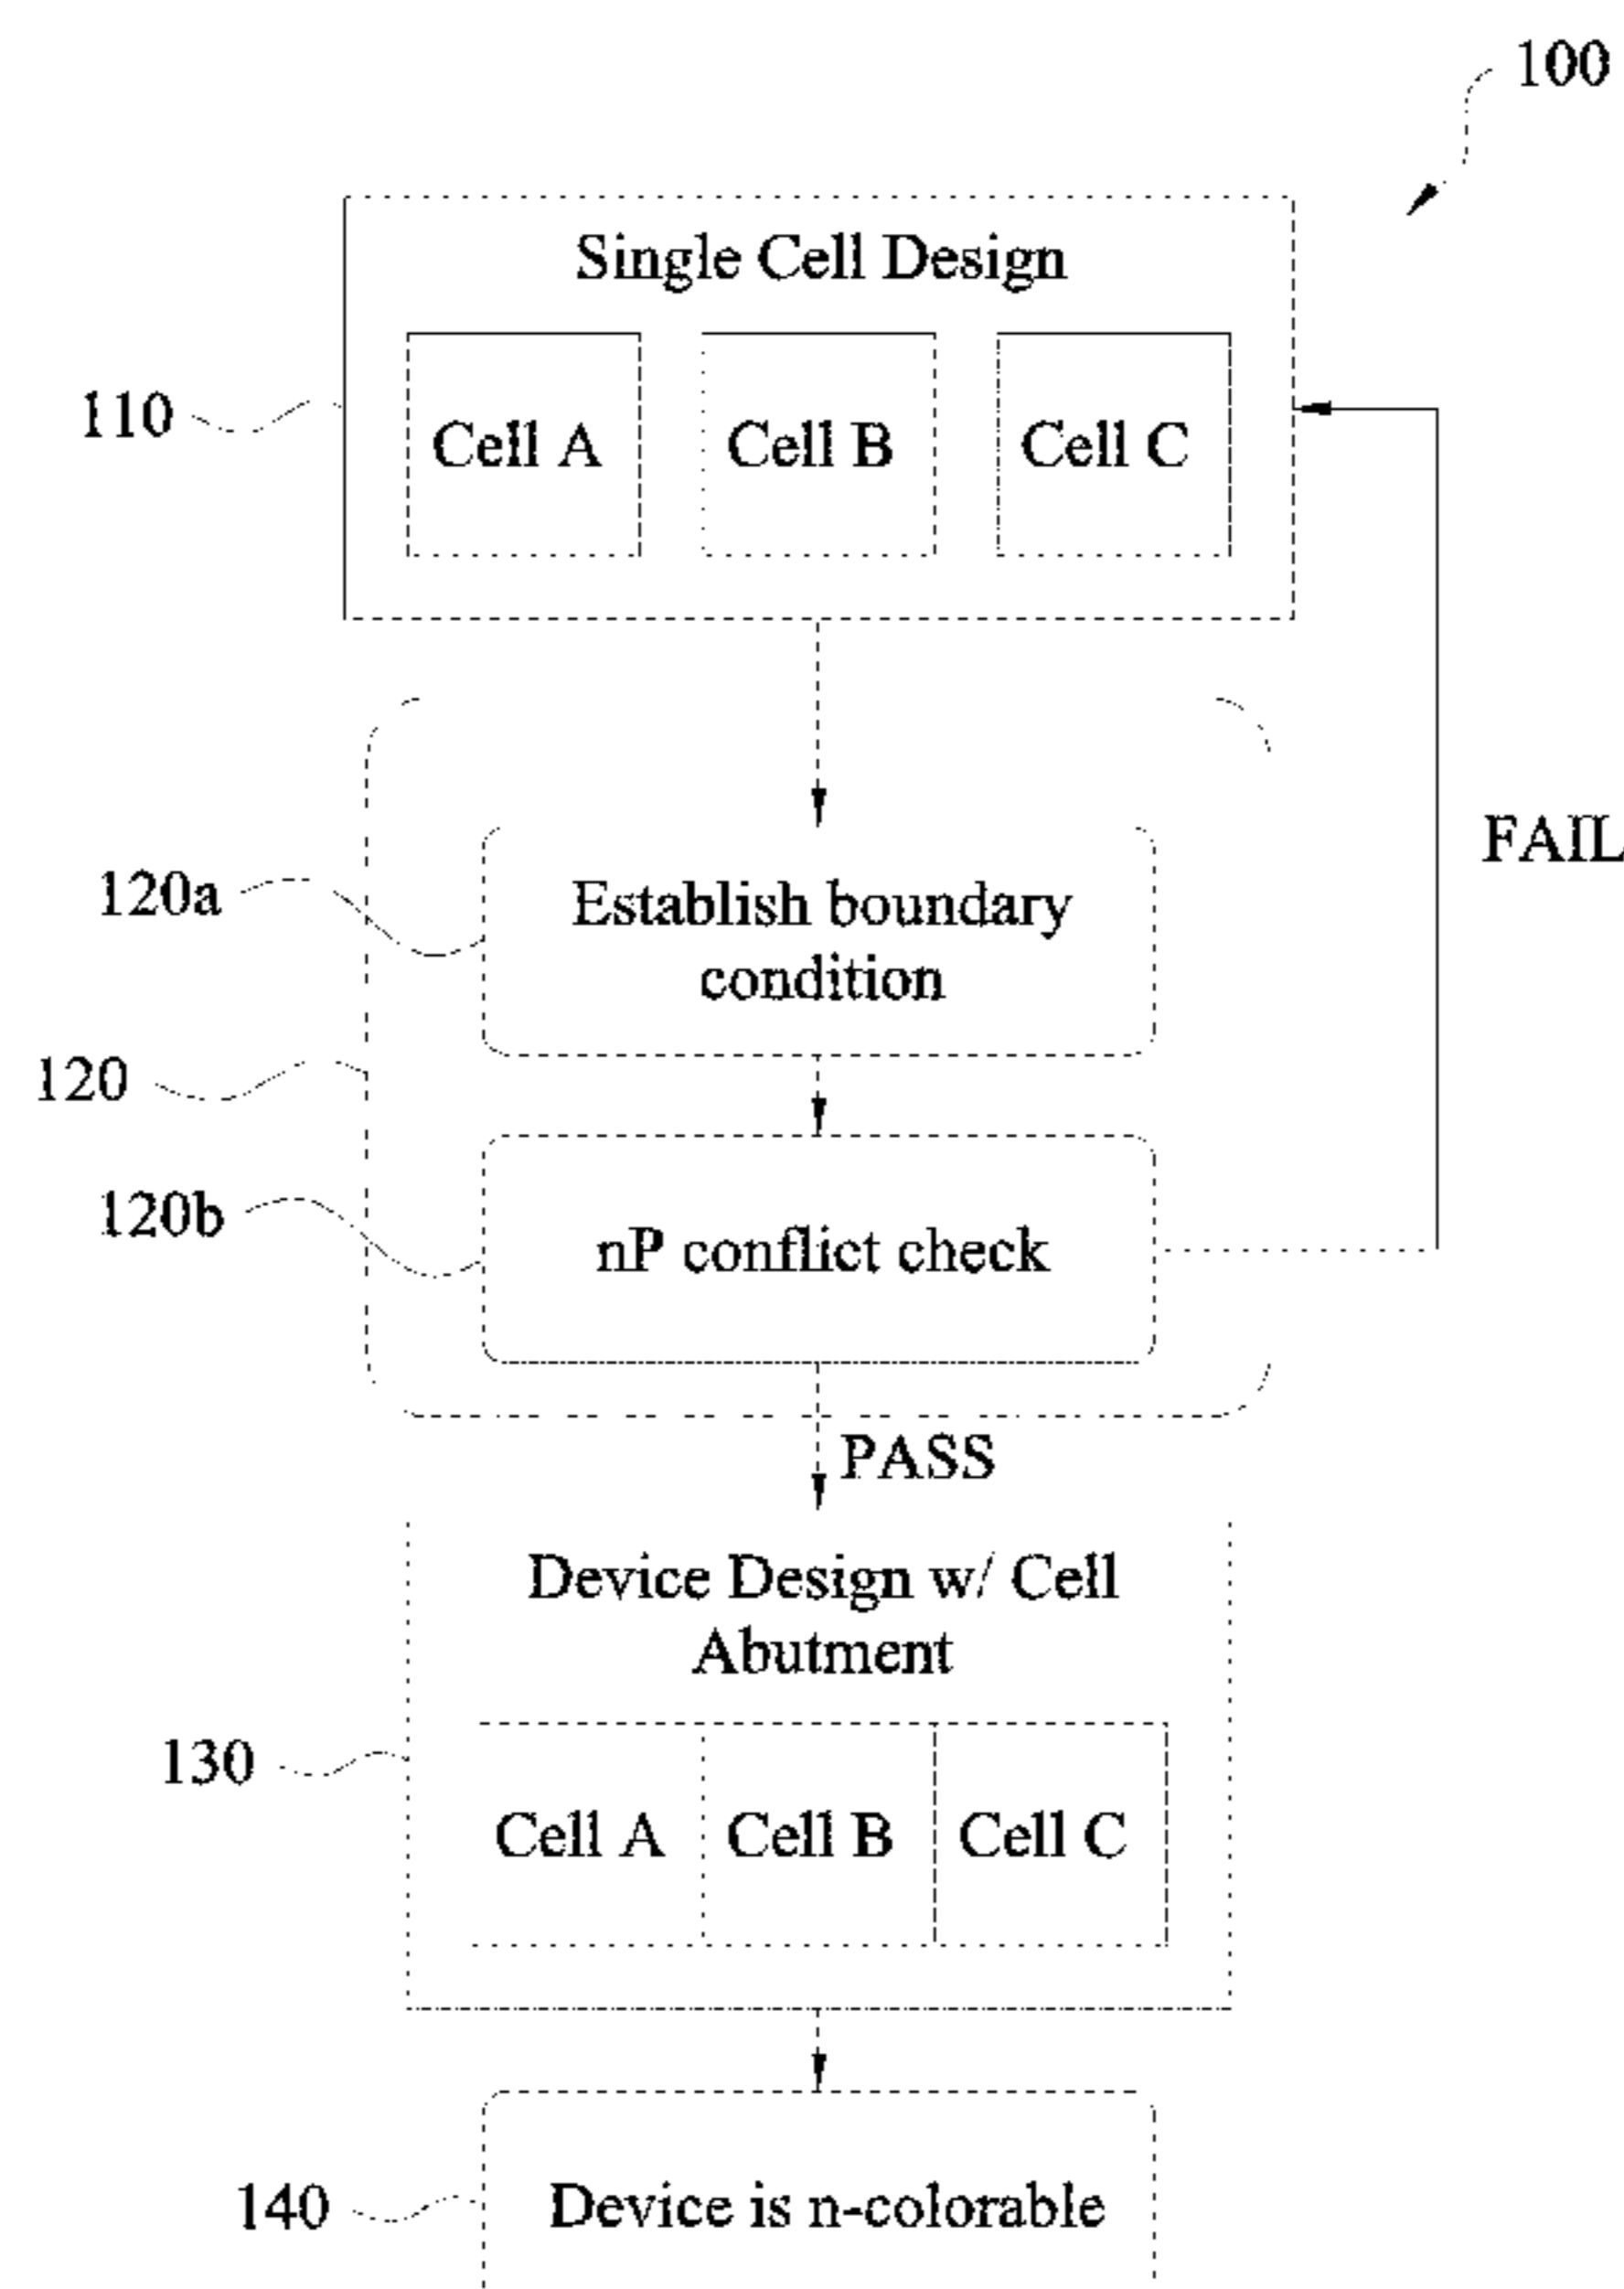 100
Single Cell Design
110
Cell A Cell B Cell C
FAIL
120a
Establish boundary
condition
120
120b
nP conflict check
PASS
Device Design w/ Cell
Abutment
130
Cell A Cell B Cell C
140
Device is n-colorable